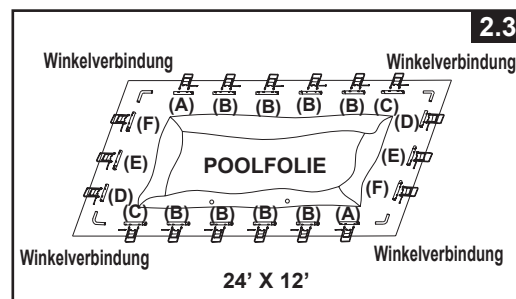 2.3
Winkelverbindung Winkelverbindung
(A) (B) (B) (B) (B) (C)
(F) (D)
(E) POOLFOLIE (E)
(D) (F)
(C) (B) (B) (B) (B) (A)
Winkelverbindung Winkelverbindung
24’ X 12’